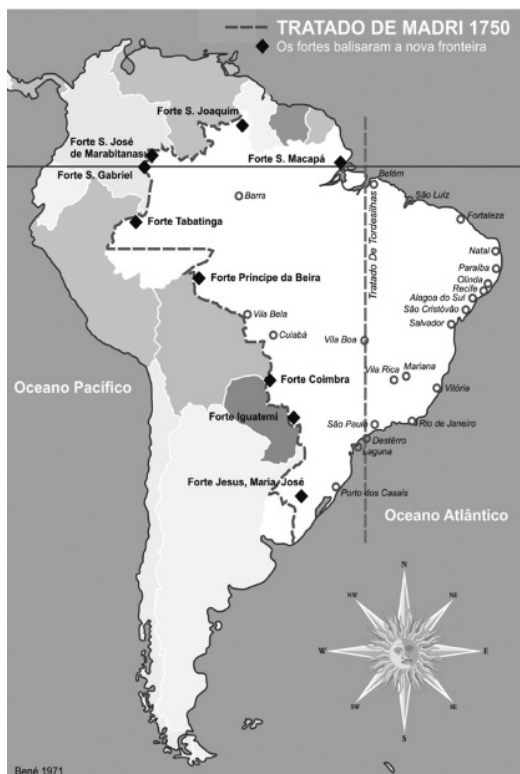 TRATADO DE MADRI 1750
Os fortes balisaram a nova fronteira
Forte S. Joaquim
Forte S. José
de Marabitanas
Forte S. Gabriel
Forte S. Macapá
Belém
São Luíz
Barra
Fortaleza
Forte Tabatinga
Tratado De Tordesilhas
Natal
Paraíba
Olinda
Recife
Forte Príncipe da Beira
Alagoa do Sul
São Cristóvão
Salvador
Vila Bela
Cuiabá
Vila Boa
Oceano Pacífico
Forte Coimbra
Vila Rica
Mariana
Vitória
Forte Iguatemi
São Paulo
Rio de Janeiro
Destêrro
Laguna
Forte Jesus, Maria, José
Porto dos Casais
Oceano Atlântico
N
NW
NE
W
E
SW
SE
S
Bené 1971